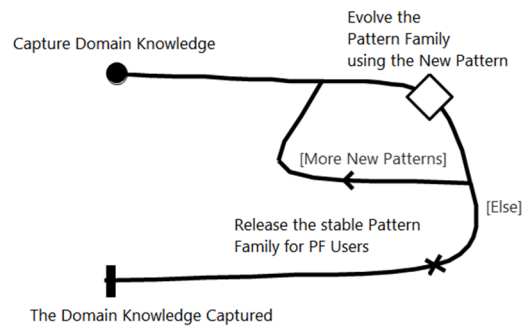 Capture Domain Knowledge
Evolve the
Pattern Family
using the New Pattern
[More New Patterns]
[Else]
Release the stable Pattern
Family for PF Users
The Domain Knowledge Captured